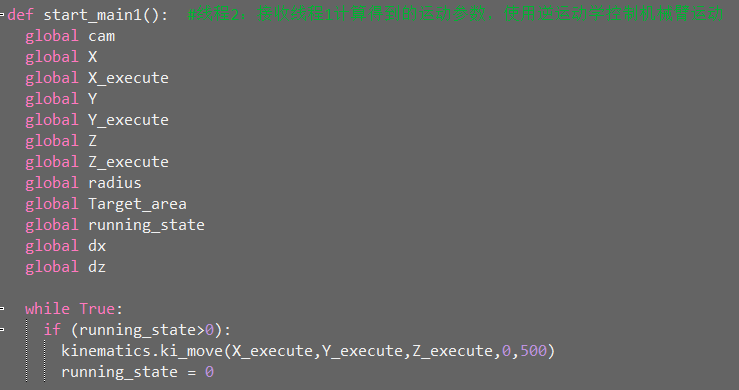 def start_main1():  #线程2：接收线程1计算得到的运动参数，使用逆运动学控制机械臂运动
global cam
global X
global X_execute
global Y
global Y_execute
global Z
global Z_execute
global radius
global Target_area
global running_state
global dx
global dz
while True:
if (running_state>0):
kinematics.ki_move(X_execute,Y_execute,Z_execute,0,500)
running_state = 0